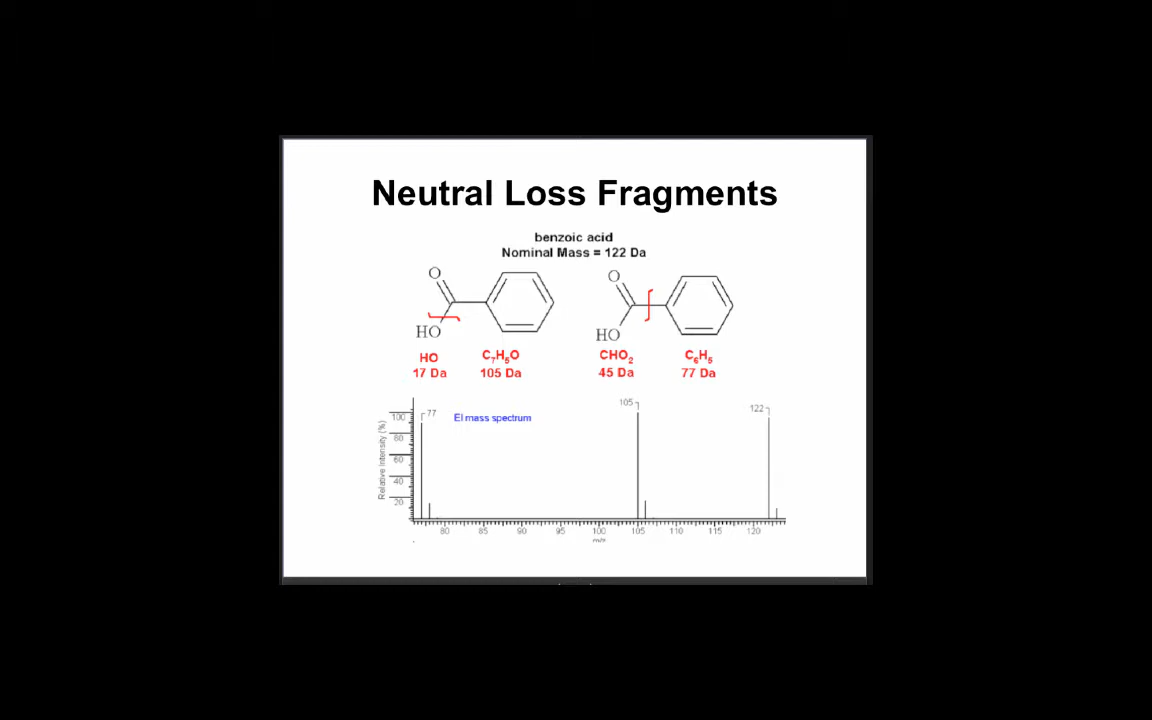 Neutral Loss Fragments
benzoic acid
Nominal Mass = 122 Da
O
HO
O
HO
HO
17 Da
C7H5O
105 Da
CHO2
45 Da
C6H5
77 Da
EI mass spectrum
77
105
122
Relative Intensity (%)
100
80
60
40
20
80 85 90 95 100 105 110 115 120
m/z